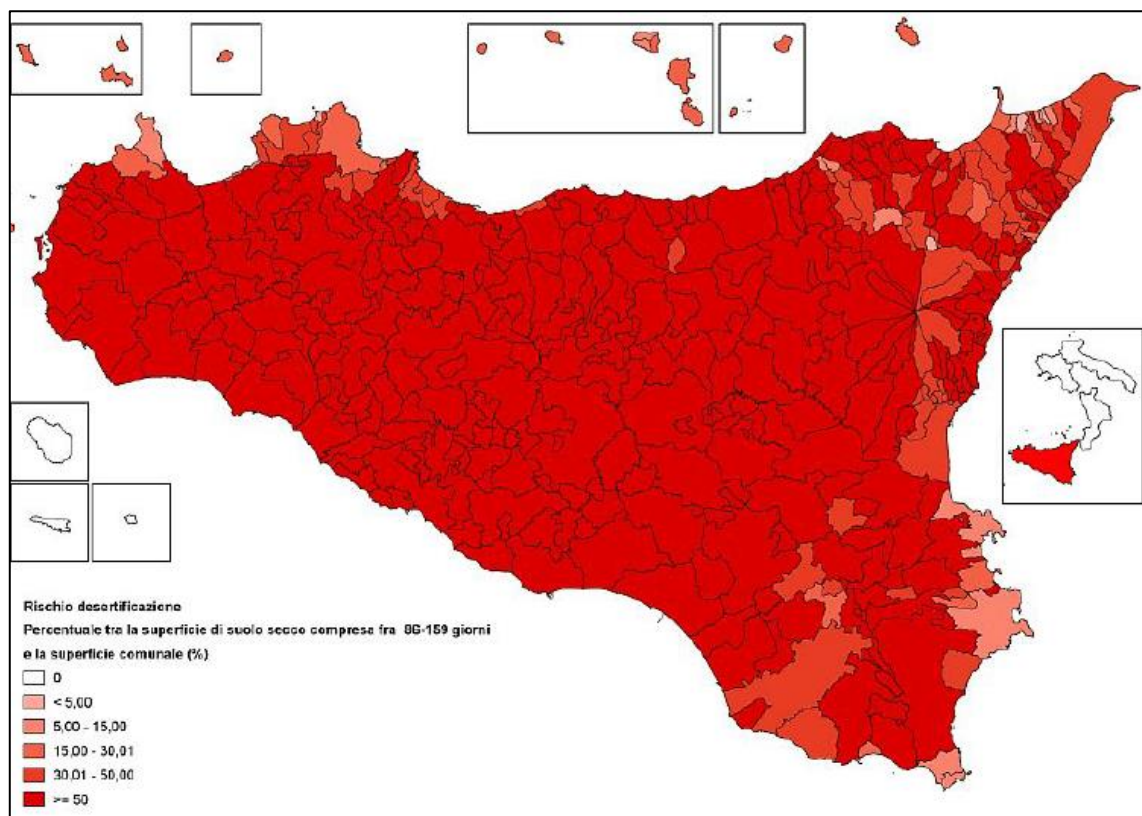 Rischio desertificazione
Percentuale tra la superficie di suolo secco compresa fra 86-159 giorni
e la superficie comunale (%)
0
< 5,00
5,00 - 15,00
15,00 - 30,01
30,01 - 50,00
>= 50